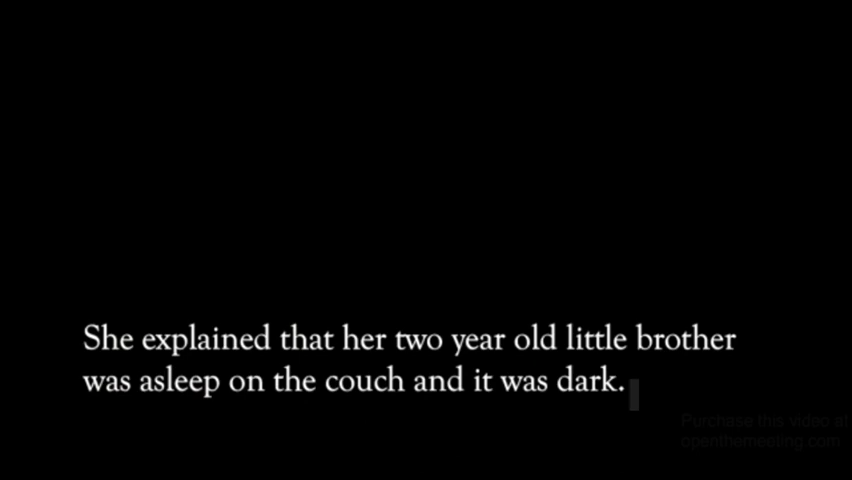 She explained that her two year old little brother
was asleep on the couch and it was dark.
Purchase this video at
openthemeeting.com